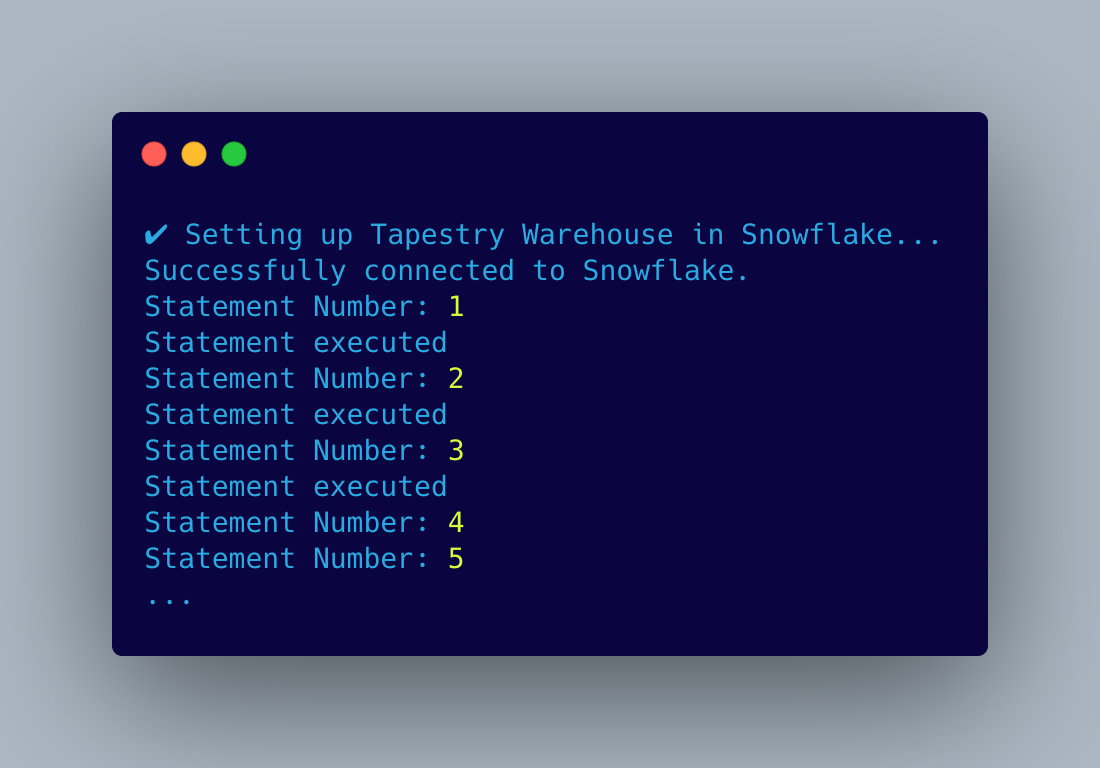 ✔ Setting up Tapestry Warehouse in Snowflake...
Successfully connected to Snowflake.
Statement Number: 1
Statement executed
Statement Number: 2
Statement executed
Statement Number: 3
Statement executed
Statement Number: 4
Statement Number: 5
...